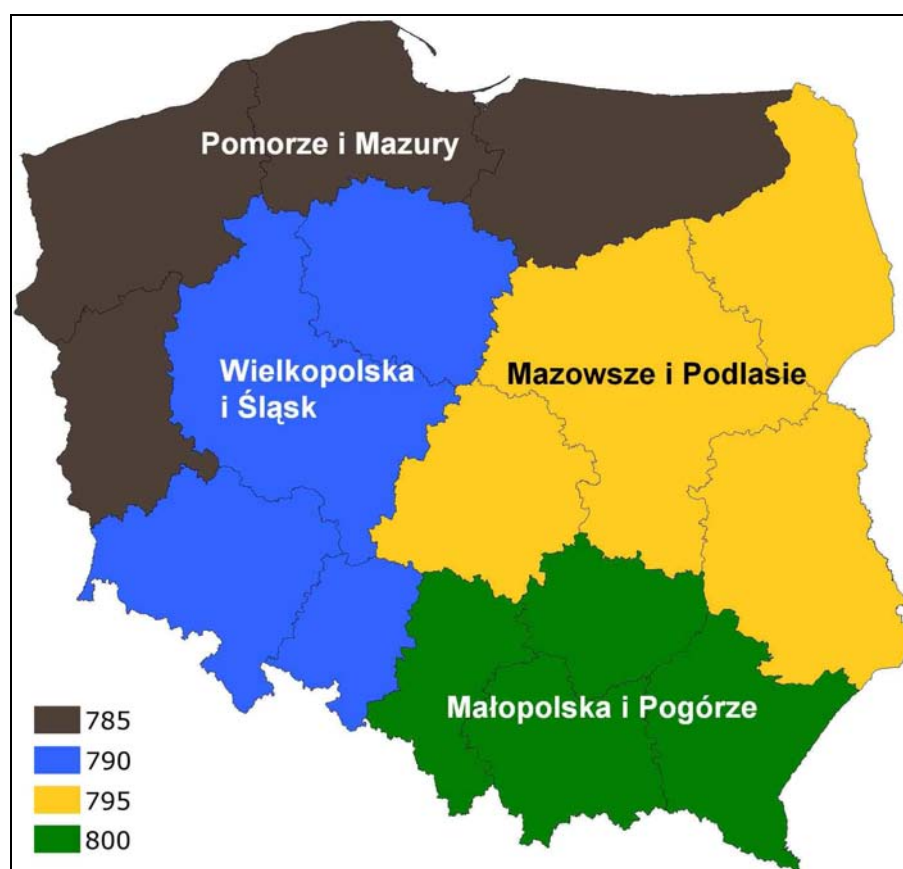 Pomorze i Mazury
Wielkopolska
i Śląsk
Mazowsze i Podlasie
Małopolska i Pogórze
785
790
795
800